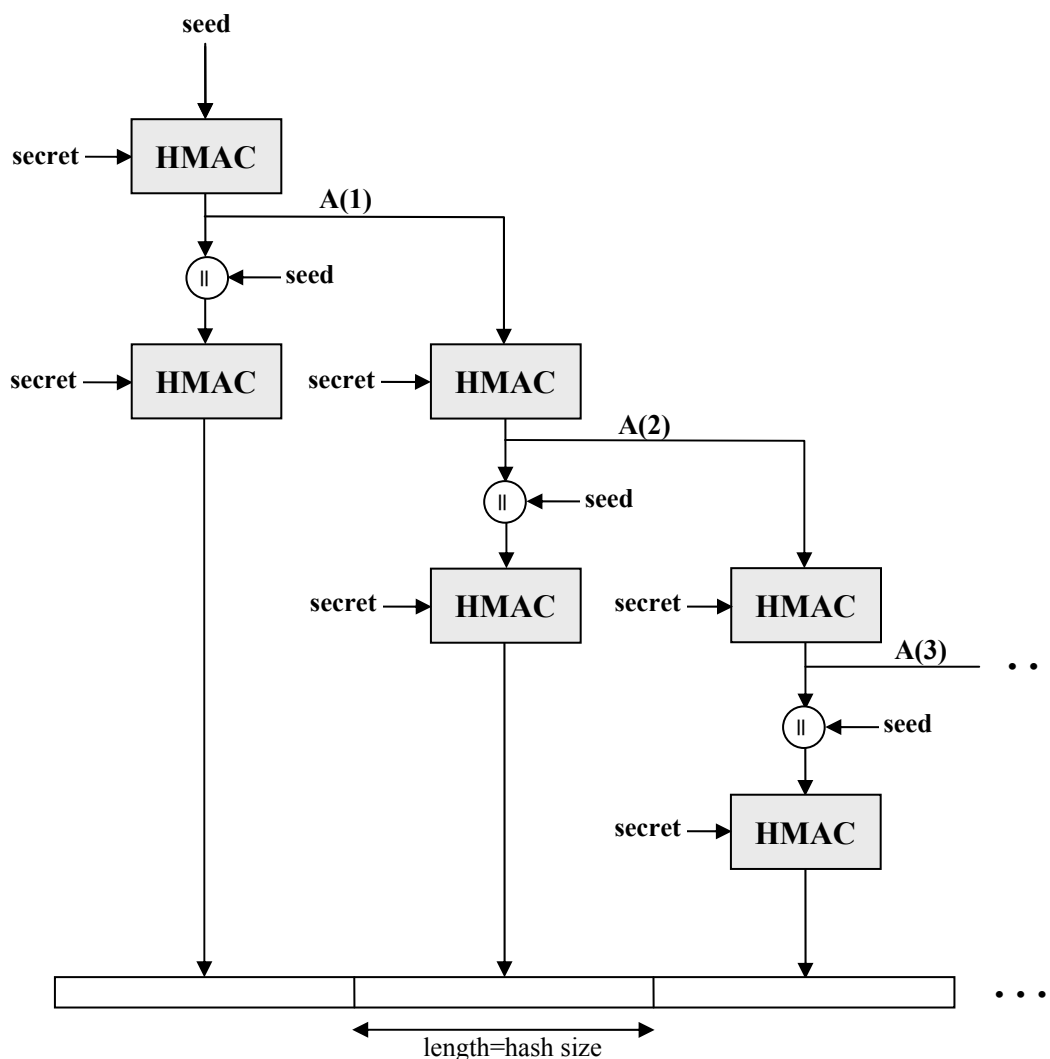 seed
secret
HMAC
A(1)
|| seed
secret HMAC secret HMAC
A(2)
|| seed
secret HMAC secret HMAC
A(3) . .
|| seed
secret HMAC
. . .
length=hash size